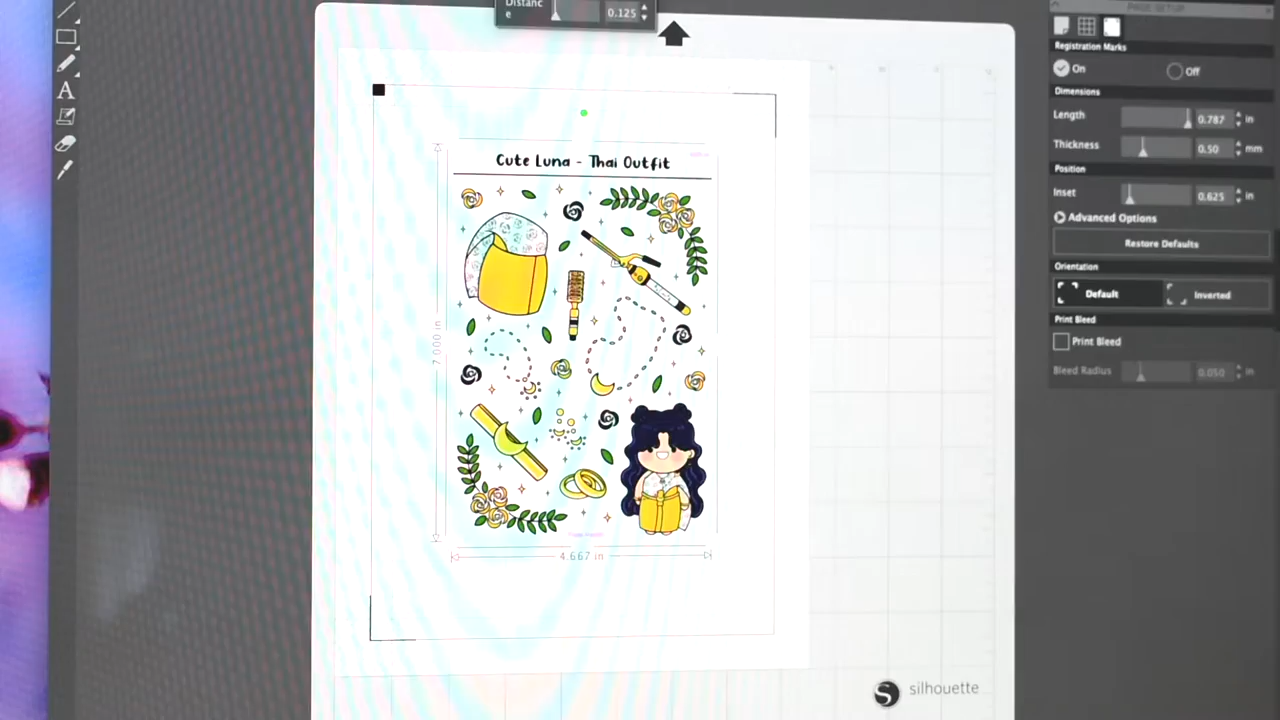 Distanc
e
0.125
PAGE SETUP
Registration Marks
On
Off
Dimensions
Length
0.787
in
Thickness
0.50
mm
Position
Inset
0.625
in
Advanced Options
Restore Defaults
Orientation
Default
Inverted
Print Bleed
Print Bleed
Bleed Radius
0.050
in
A
Cute Luna - Thai Outfit
7.000 in
4.667 in
S
silhouette